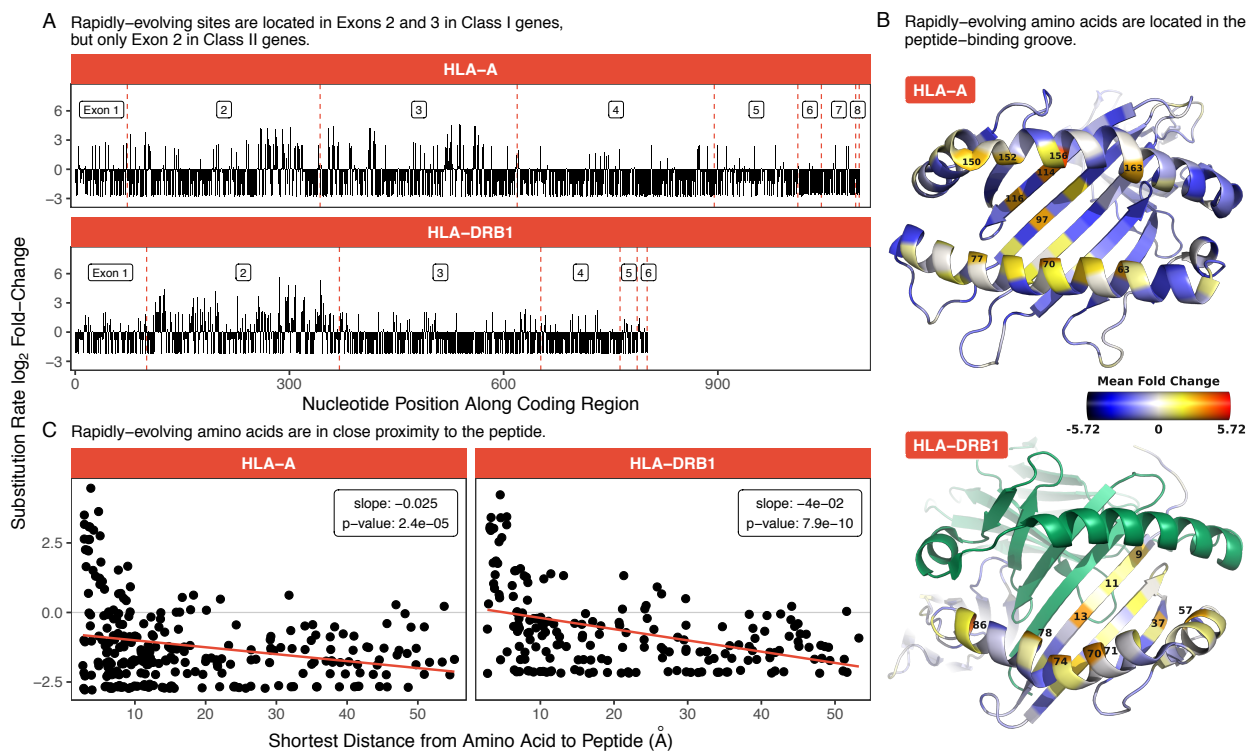 A Rapidly-evolving sites are located in Exons 2 and 3 in Class I genes,
but only Exon 2 in Class II genes.
HLA-A
Exon 1 2 3 4 5 6 7 8
6
3
0
−3
HLA-DRB1
Exon 1 2 3 4 5 6
6
3
0
−3
0 300 600 900
Nucleotide Position Along Coding Region
Substitution Rate log2 Fold-Change
B Rapidly-evolving amino acids are located in the
peptide-binding groove.
HLA-A
150 152 156 163
114
116
97
77 70 63
Mean Fold Change
-5.72 0 5.72
HLA-DRB1
9
11
13 57
86 78 37
74 70 71
C Rapidly-evolving amino acids are in close proximity to the peptide.
HLA-A
slope: −0.025
p-value: 2.4e-05
2.5
0.0
−2.5
10 20 30 40 50
HLA-DRB1
slope: −4e-02
p-value: 7.9e-10
10 20 30 40 50
Shortest Distance from Amino Acid to Peptide (Å)